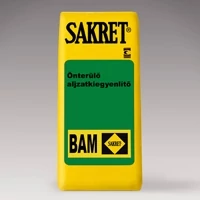 SAKRET®
Önterülő
aljzatkiegyenlítő
BAM
SAKRET